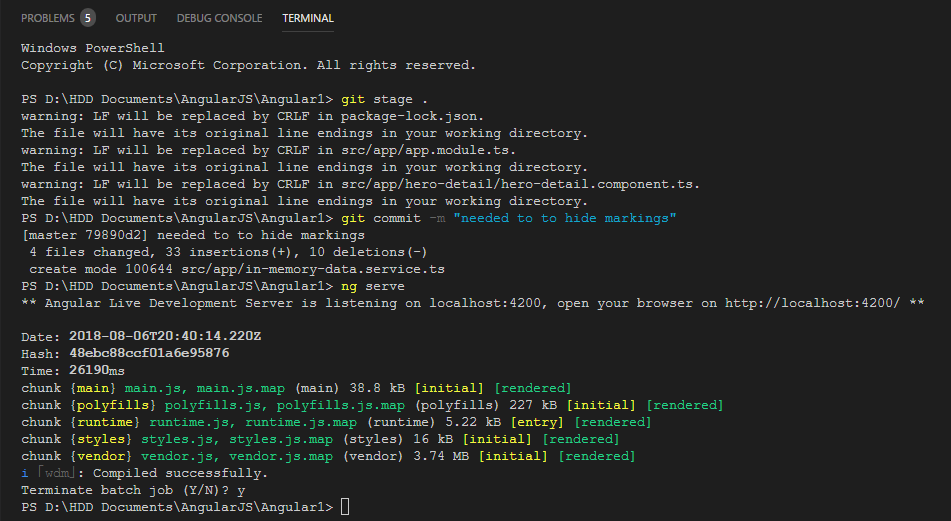 PROBLEMS 5 OUTPUT DEBUG CONSOLE TERMINAL
Windows PowerShell
Copyright (C) Microsoft Corporation. All rights reserved.
PS D:\HDD Documents\AngularJS\Angular1> git stage .
warning: LF will be replaced by CRLF in package-lock.json.
The file will have its original line endings in your working directory.
warning: LF will be replaced by CRLF in src/app/app.module.ts.
The file will have its original line endings in your working directory.
warning: LF will be replaced by CRLF in src/app/hero-detail/hero-detail.component.ts.
The file will have its original line endings in your working directory.
PS D:\HDD Documents\AngularJS\Angular1> git commit -m "needed to to hide markings"
[master 79890d2] needed to to hide markings
 4 files changed, 33 insertions(+), 10 deletions(-)
 create mode 100644 src/app/in-memory-data.service.ts
PS D:\HDD Documents\AngularJS\Angular1> ng serve
** Angular Live Development Server is listening on localhost:4200, open your browser on http://localhost:4200/ **
Date: 2018-08-06T20:40:14.220Z
Hash: 48ebc88ccf01a6e95876
Time: 26190ms
chunk {main} main.js, main.js.map (main) 38.8 kB [initial] [rendered]
chunk {polyfills} polyfills.js, polyfills.js.map (polyfills) 227 kB [initial] [rendered]
chunk {runtime} runtime.js, runtime.js.map (runtime) 5.22 kB [entry] [rendered]
chunk {styles} styles.js, styles.js.map (styles) 16 kB [initial] [rendered]
chunk {vendor} vendor.js, vendor.js.map (vendor) 3.74 MB [initial] [rendered]
i ｢wdm｣: Compiled successfully.
Terminate batch job (Y/N)? y
PS D:\HDD Documents\AngularJS\Angular1>